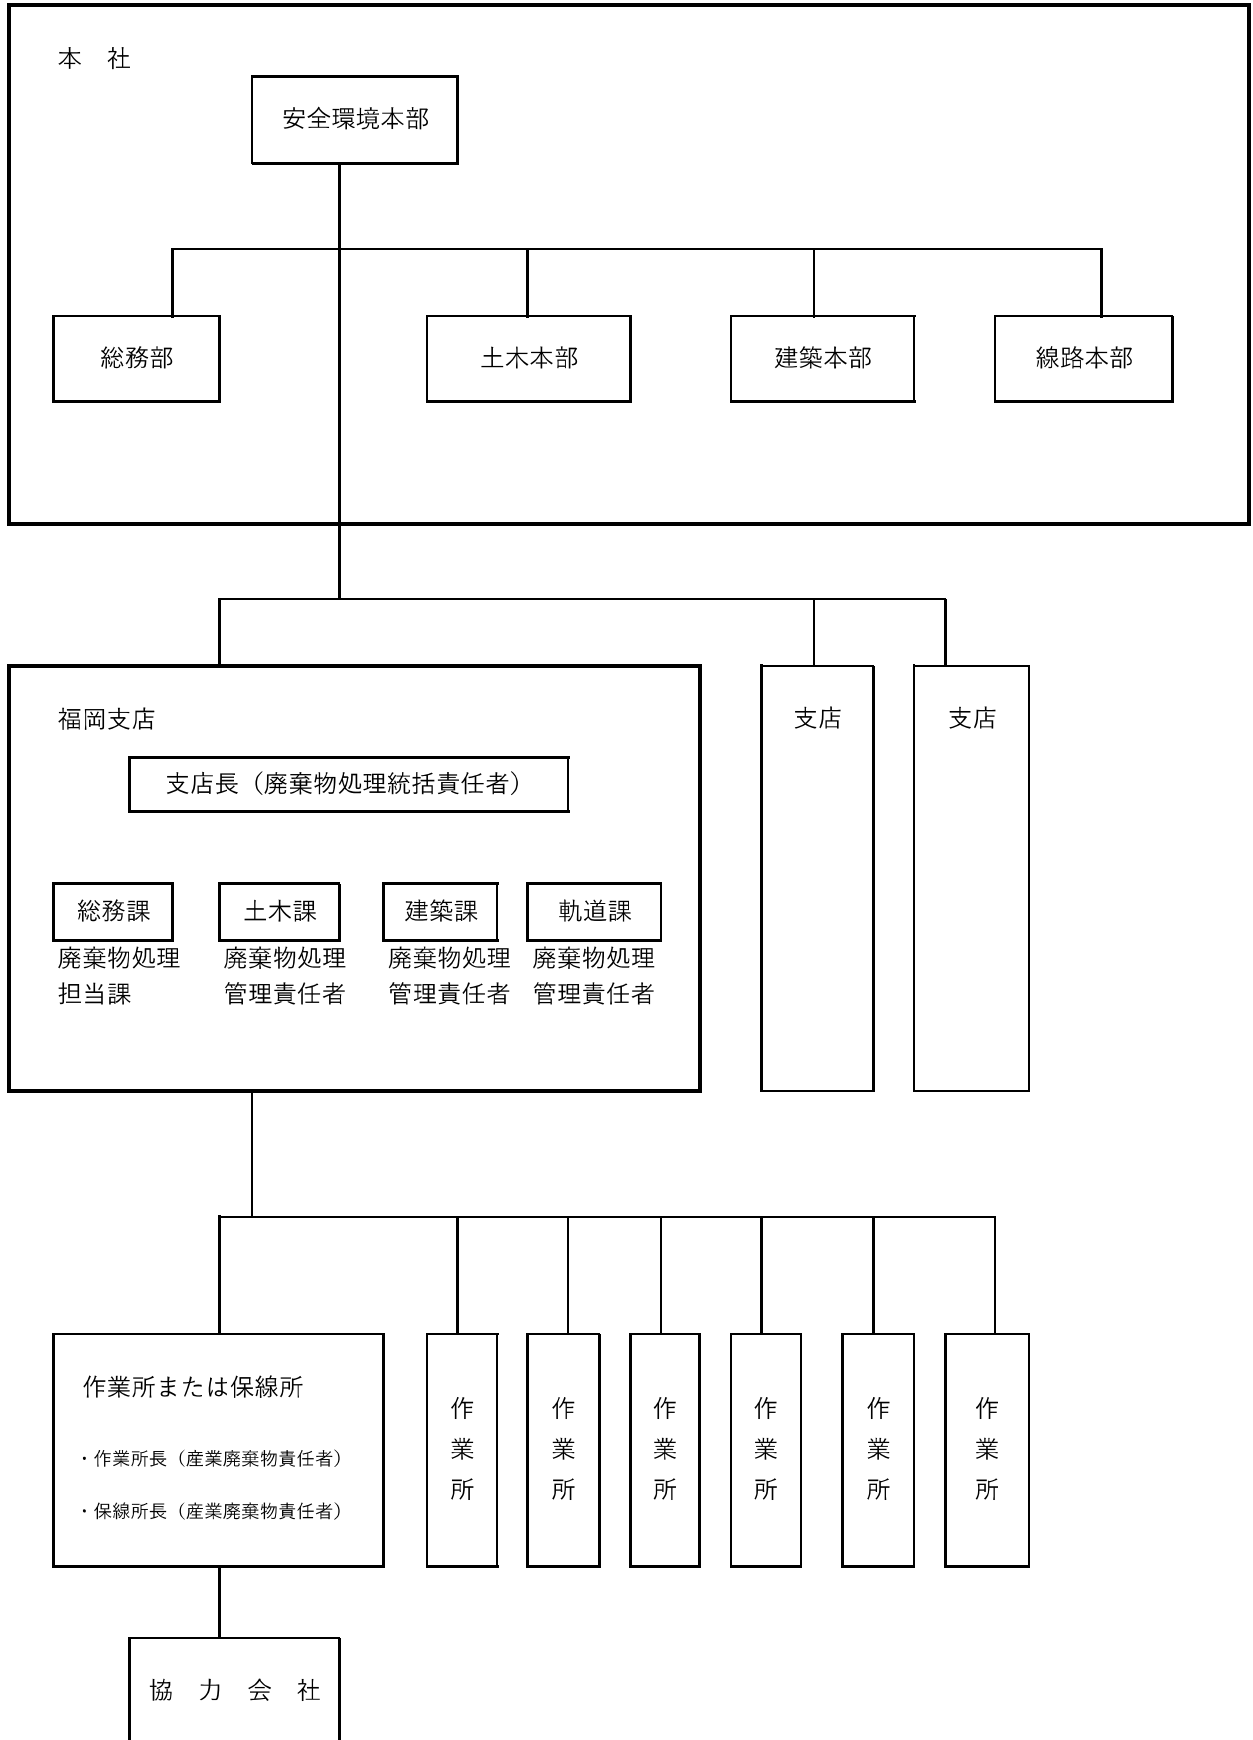 本　社
安全環境本部
総務部
土木本部
建築本部
線路本部
福岡支店
支店長（廃棄物処理統括責任者）
総務課
廃棄物処理
担当課
土木課
廃棄物処理
管理責任者
建築課
廃棄物処理
管理責任者
軌道課
廃棄物処理
管理責任者
支店
支店
作業所または保線所
・作業所長（産業廃棄物責任者）
・保線所長（産業廃棄物責任者）
作業所
作業所
作業所
作業所
作業所
作業所
協　力　会　社